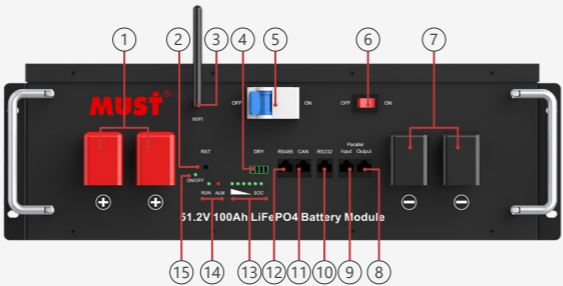 1 2 3 4 5 6 7
MUST®
WIFI
OFF ON
OFF ON
RST
DRY
RS485 CAN RS232
Parallel
Input Output
ON/OFF
RUN ALM SOC
51.2V 100Ah LiFePO4 Battery Module
15 14 13 12 11 10 9 8